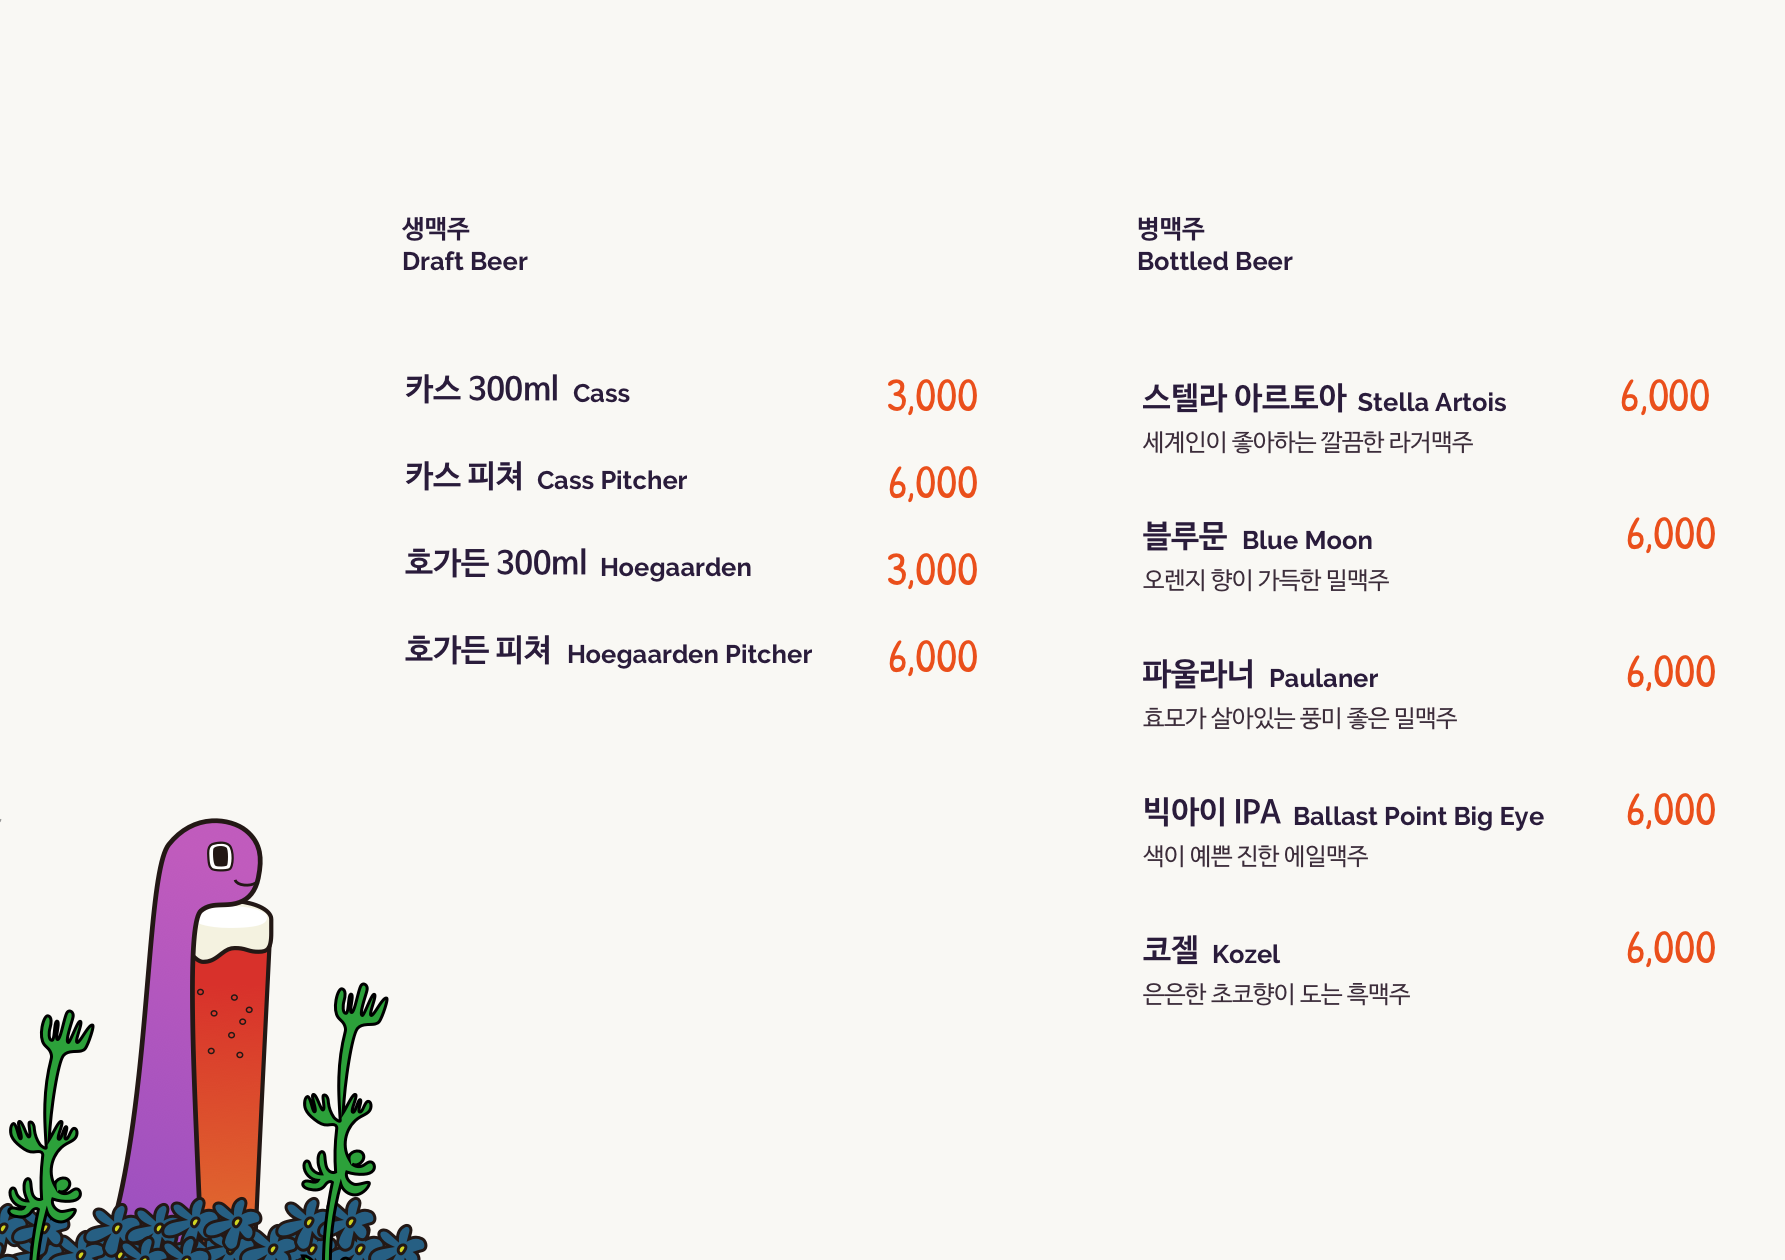 생맥주
Draft Beer
카스 300ml Cass 3,000
카스 피쳐 Cass Pitcher 6,000
호가든 300ml Hoegaarden 3,000
호가든 피쳐 Hoegaarden Pitcher 6,000
병맥주
Bottled Beer
스텔라 아르토아 Stella Artois 6,000
세계인이 좋아하는 깔끔한 라거맥주
블루문 Blue Moon 6,000
오렌지 향이 가득한 밀맥주
파울라너 Paulaner 6,000
효모가 살아있는 풍미 좋은 밀맥주
빅아이 IPA Ballast Point Big Eye 6,000
색이 예쁜 진한 에일맥주
코젤 Kozel 6,000
은은한 초코향이 도는 흑맥주